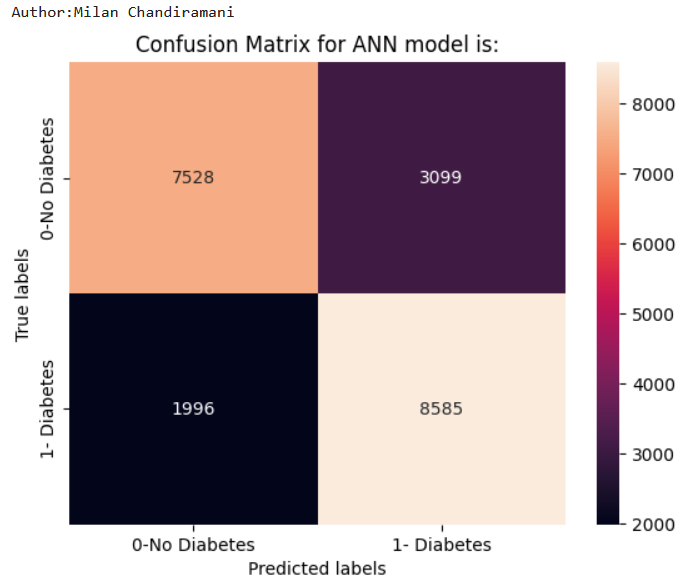 Author:Milan Chandiramani
Confusion Matrix for ANN model is:
True labels
0-No Diabetes
7528
3099
1- Diabetes
1996
8585
0-No Diabetes
1- Diabetes
Predicted labels
8000
7000
6000
5000
4000
3000
2000